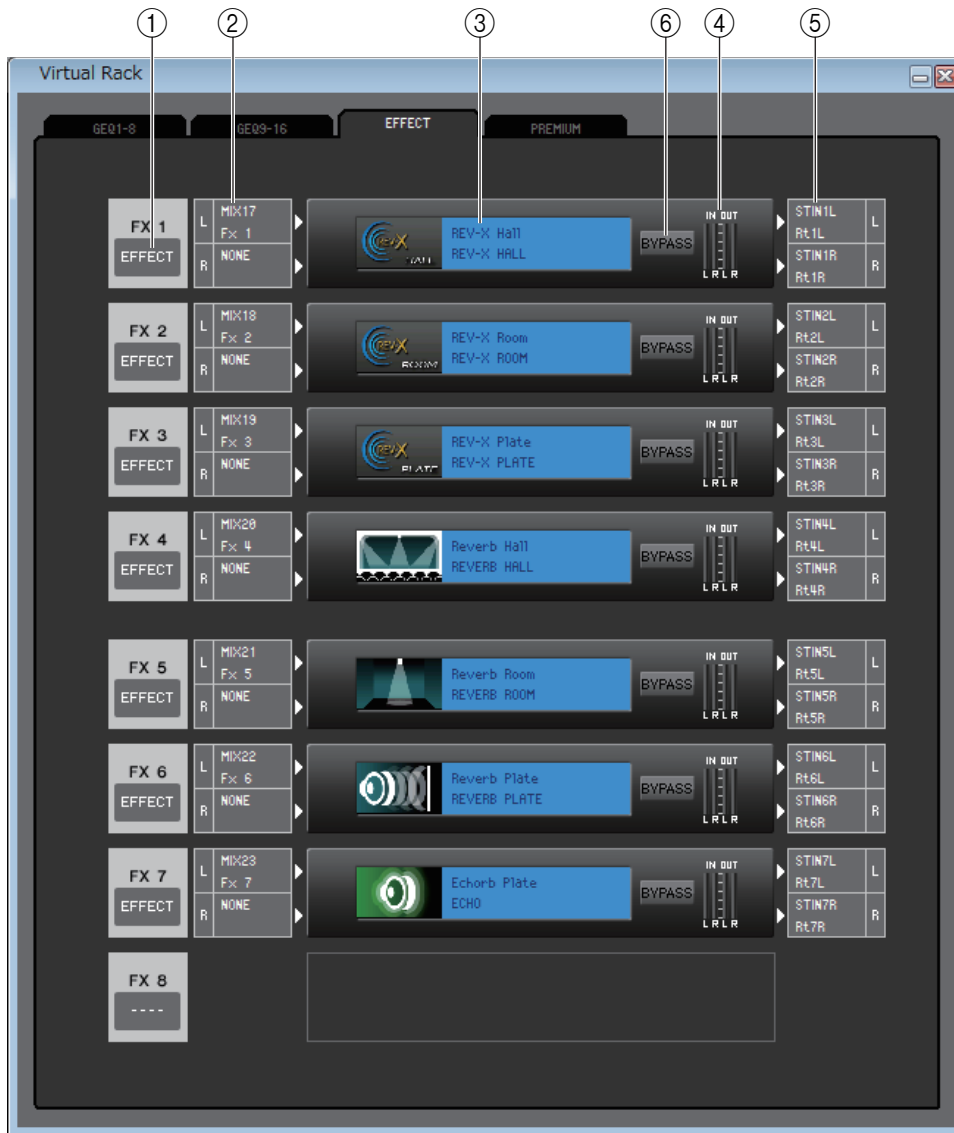 ① ② ③ ⑥ ④ ⑤
Virtual Rack
GEQ1-8 GEQ9-16 EFFECT PREMIUM
FX 1
EFFECT
L MIX17
Fx 1
R NONE
REV-X HALL
REV-X Hall
REV-X HALL
BYPASS
IN OUT
L R L R
STIN1L L
Rt1L
STIN1R R
Rt1R
FX 2
EFFECT
L MIX18
Fx 2
R NONE
REV-X ROOM
REV-X Room
REV-X ROOM
BYPASS
IN OUT
L R L R
STIN2L L
Rt2L
STIN2R R
Rt2R
FX 3
EFFECT
L MIX19
Fx 3
R NONE
REV-X PLATE
REV-X Plate
REV-X PLATE
BYPASS
IN OUT
L R L R
STIN3L L
Rt3L
STIN3R R
Rt3R
FX 4
EFFECT
L MIX20
Fx 4
R NONE
Reverb Hall
REVERB HALL
BYPASS
IN OUT
L R L R
STIN4L L
Rt4L
STIN4R R
Rt4R
FX 5
EFFECT
L MIX21
Fx 5
R NONE
Reverb Room
REVERB ROOM
BYPASS
IN OUT
L R L R
STIN5L L
Rt5L
STIN5R R
Rt5R
FX 6
EFFECT
L MIX22
Fx 6
R NONE
Reverb Plate
REVERB PLATE
BYPASS
IN OUT
L R L R
STIN6L L
Rt6L
STIN6R R
Rt6R
FX 7
EFFECT
L MIX23
Fx 7
R NONE
Echorb Plate
ECHO
BYPASS
IN OUT
L R L R
STIN7L L
Rt7L
STIN7R R
Rt7R
FX 8
----